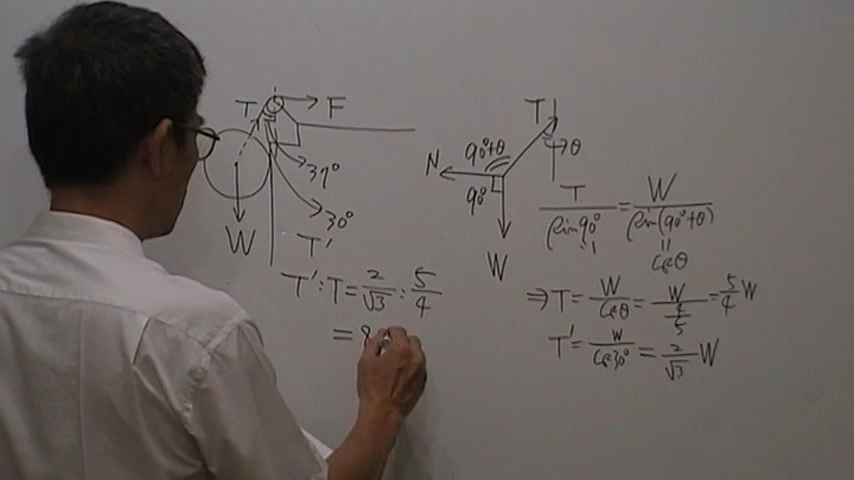 T F
37°
30°
W
T'
T' : T = 2/√3 : 5/4
= 8
T
90°+θ
θ
N
90°
W
T/sin90° = W/sin(90°+θ)
1
cosθ
⇒ T = W/cosθ = W/(4/5) = 5/4 W
T' = W/cos30° = 2/√3 W